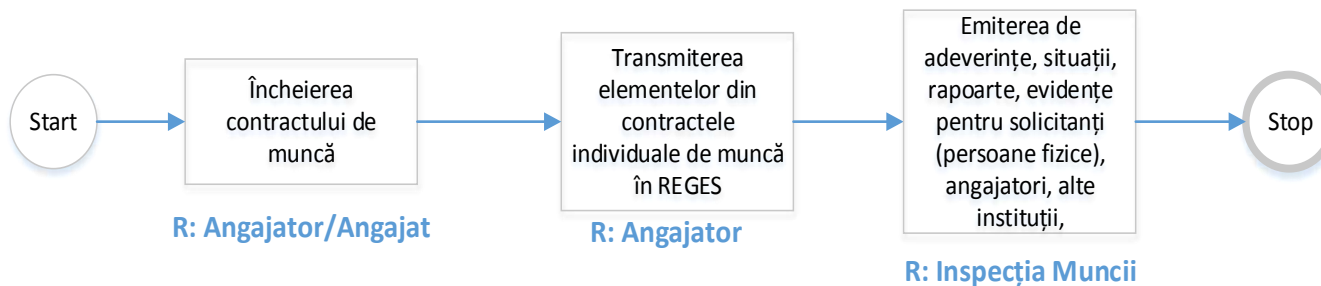 Start
Încheierea
contractului de
muncă
R: Angajator/Angajat
Transmiterea
elementelor din
contractele
individuale de muncă
în REGES
R: Angajator
Emiterea de
adeverințe, situații,
rapoarte, evidențe
pentru solicitanți
(persoane fizice),
angajatori, alte
instituții,
R: Inspecția Muncii
Stop